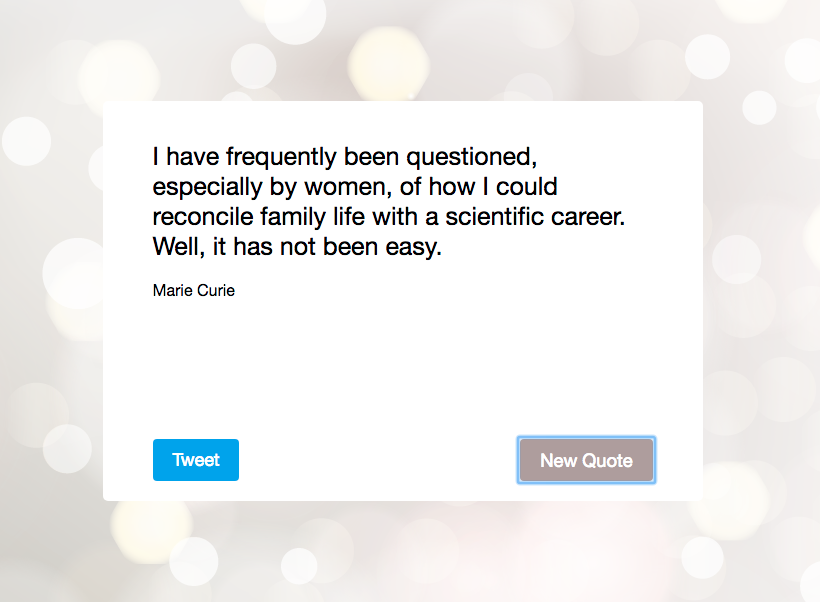 I have frequently been questioned,
especially by women, of how I could
reconcile family life with a scientific career.
Well, it has not been easy.
Marie Curie
Tweet
New Quote